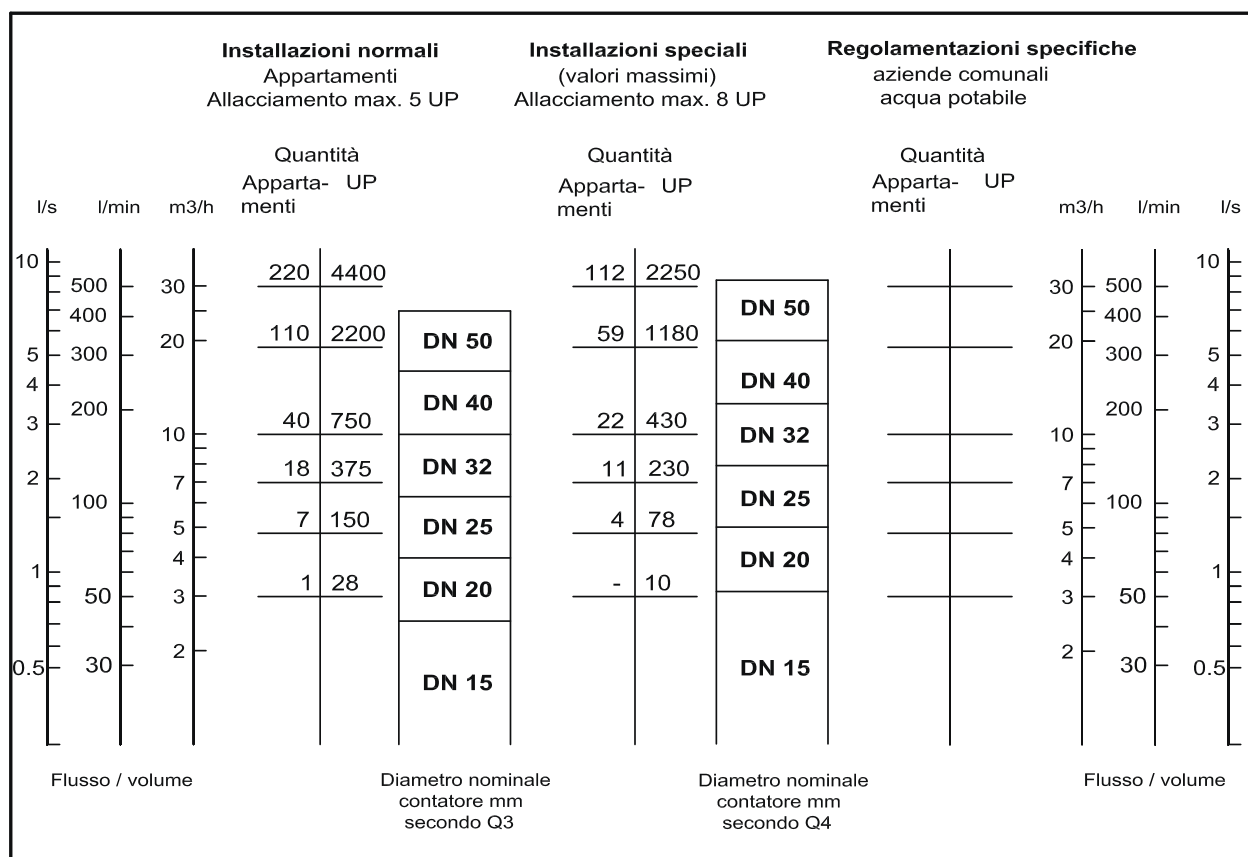 Installazioni normali
Appartamenti
Allacciamento max. 5 UP
Installazioni speciali
(valori massimi)
Allacciamento max. 8 UP
Regolamentazioni specifiche
aziende comunali
acqua potabile
Quantità
Apparta- UP
menti
Quantità
Apparta- UP
menti
Quantità
Apparta- UP
menti
l/s
l/min
m3/h
m3/h
l/min
l/s
10
5
4
3
2
1
0.5
500
400
300
200
100
50
30
30
20
10
7
5
4
3
2
220 4400
110 2200
40 750
18 375
7 150
1 28
DN 50
DN 40
DN 32
DN 25
DN 20
DN 15
112 2250
59 1180
22 430
11 230
4 78
- 10
DN 50
DN 40
DN 32
DN 25
DN 20
DN 15
30
20
10
7
5
4
3
2
500
400
300
200
100
50
30
10
5
4
3
2
1
0.5
Flusso / volume
Diametro nominale
contatore mm
secondo Q3
Diametro nominale
contatore mm
secondo Q4
Flusso / volume